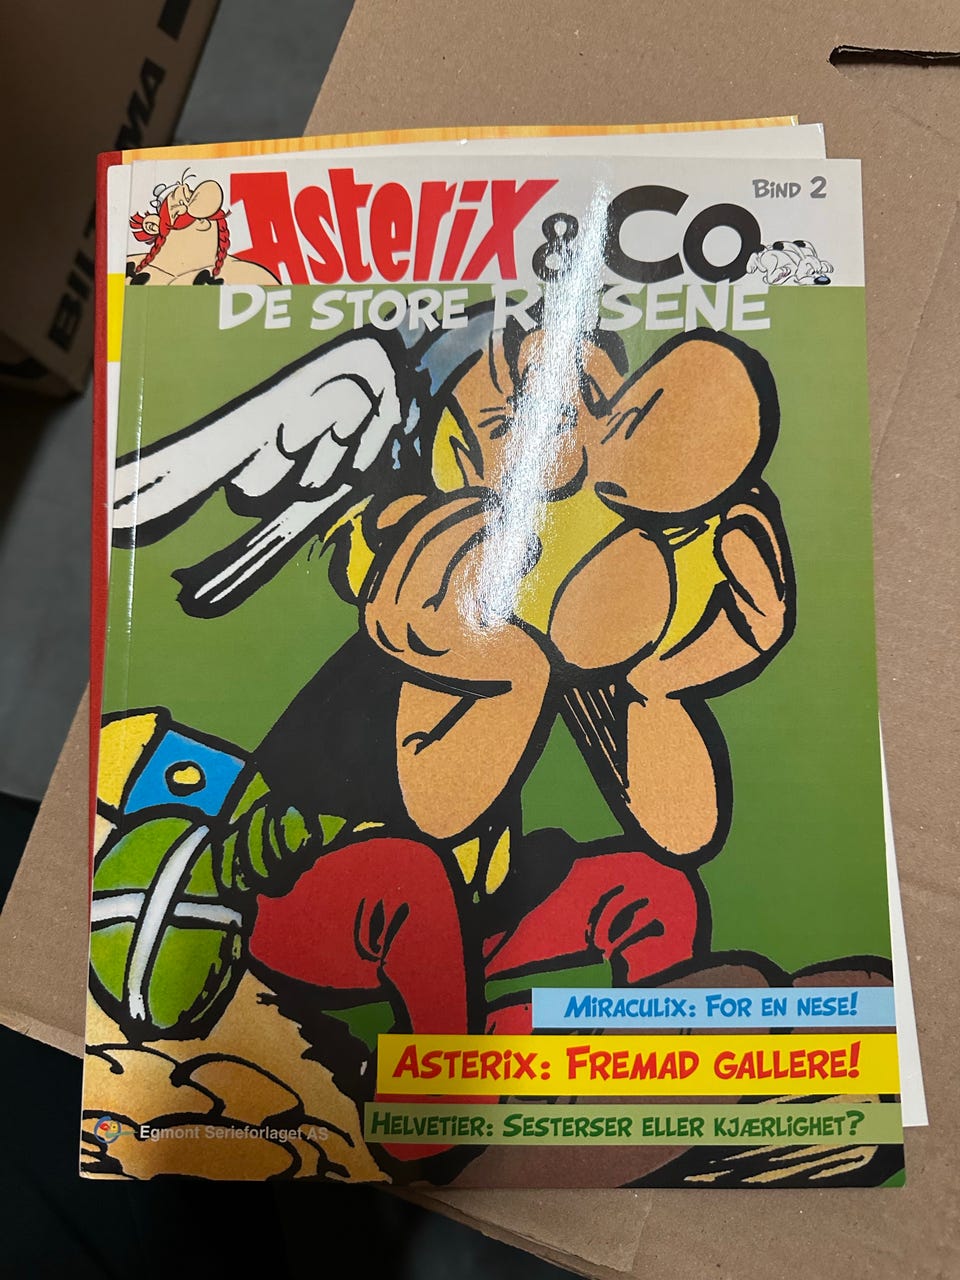 Asterix & Co
Bind 2
De store reisene
Miraculix: For en nese!
Asterix: Fremad gallere!
Helvetier: Sesterser eller kjærlighet?
Egmont Serieforlaget AS